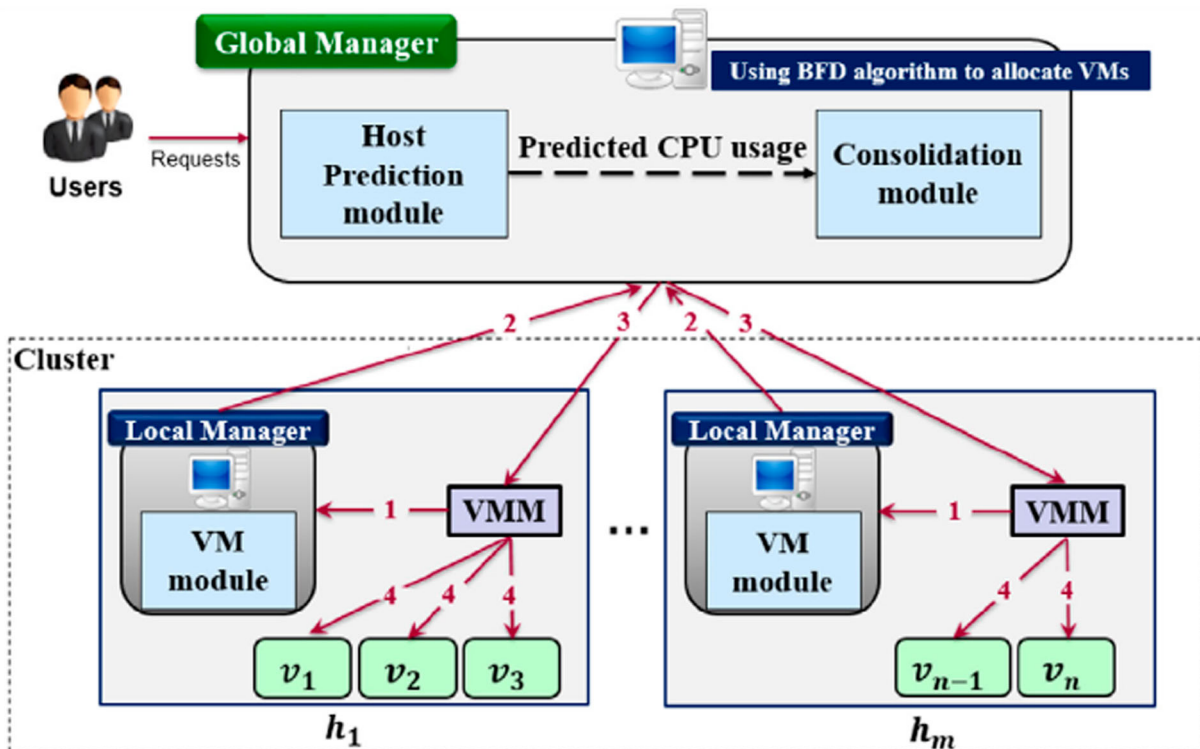 Global Manager
Using BFD algorithm to allocate VMs
Users
Requests
Host
Prediction
module
Predicted CPU usage
Consolidation
module
2
3
2
3
Cluster
Local Manager
VM
module
1
VMM
4
4
4
v₁
v₂
v₃
h₁
...
Local Manager
VM
module
1
VMM
4
4
vₙ₋₁
vₙ
hₘ